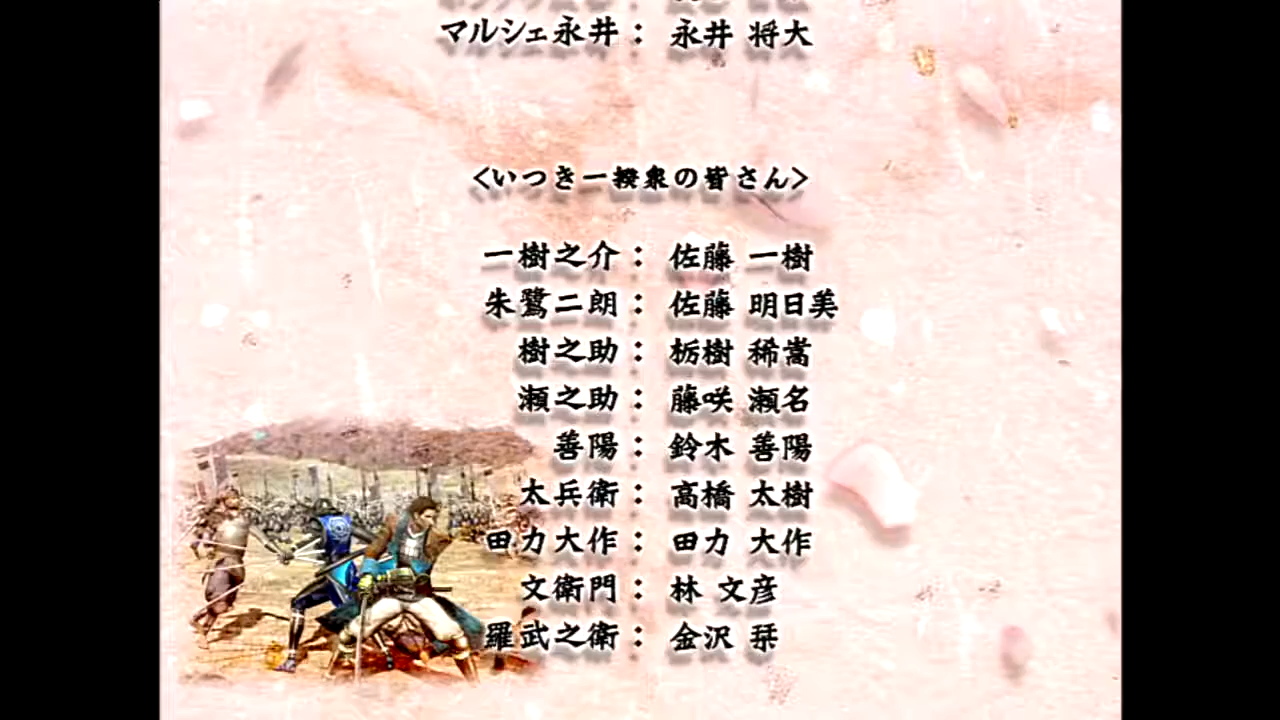 マルシェ永井： 永井 将大
<いつき一揆衆の皆さん>
一樹之介： 佐藤 一樹
朱鷺二朗： 佐藤 明日美
樹之助： 栃樹 稀嵩
瀬之助： 藤咲 瀬名
善陽： 鈴木 善陽
太兵衛： 高橋 太樹
田力大作： 田力 大作
文衛門： 林 文彦
羅武之衛： 金沢 栞